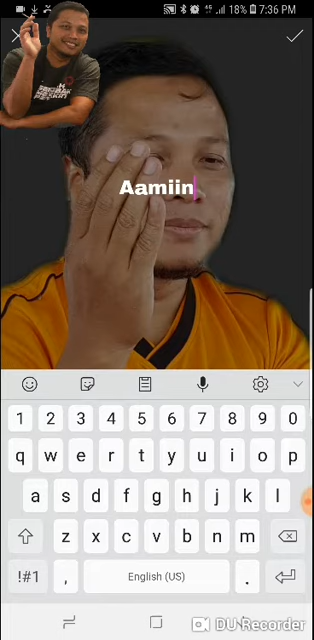 18% 7:36 PM
Aamiin
1 2 3 4 5 6 7 8 9 0
q w e r t y u i o p
a s d f g h j k l
z x c v b n m
!#1 , English (US) .
DU Recorder